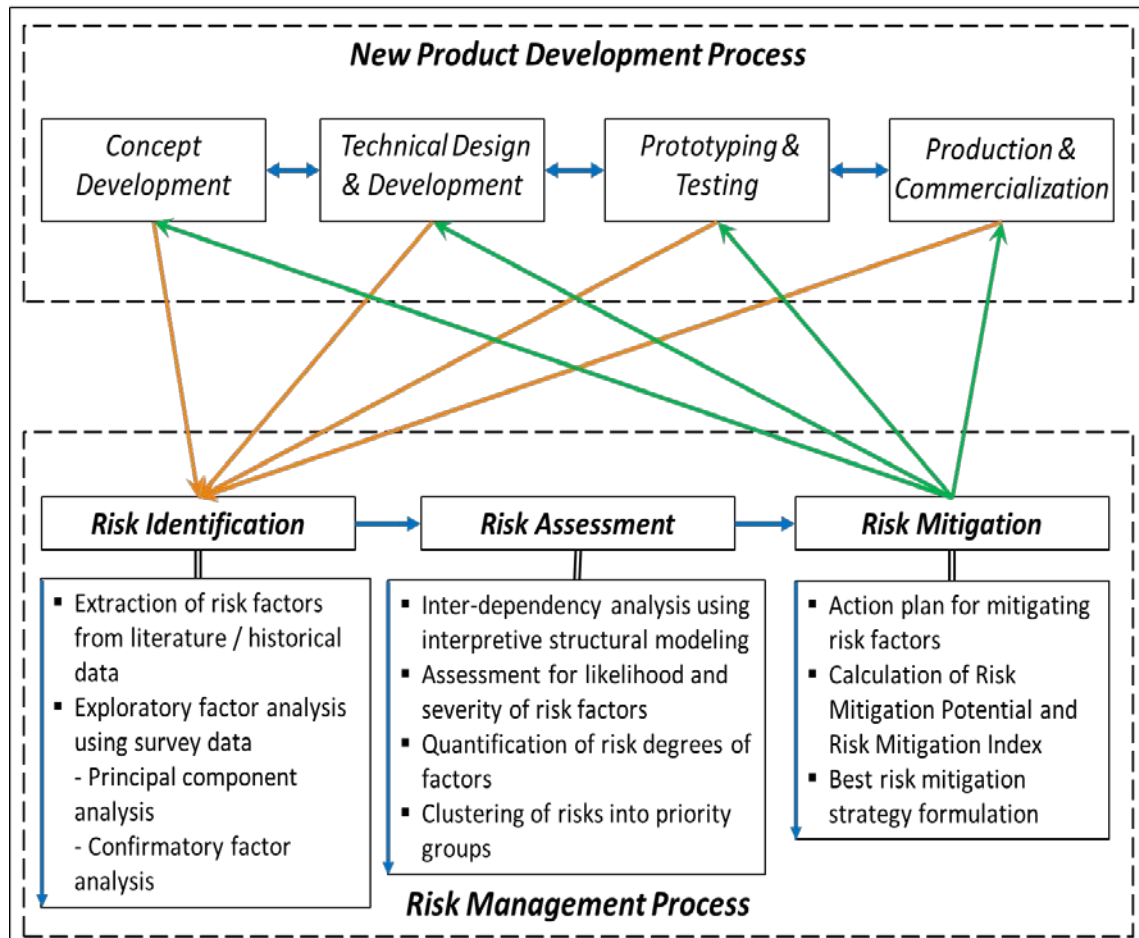 New Product Development Process
Concept
Development
Technical Design
& Development
Prototyping &
Testing
Production &
Commercialization
Risk Identification
Risk Assessment
Risk Mitigation
▪ Extraction of risk factors
from literature / historical
data
▪ Exploratory factor analysis
using survey data
- Principal component
analysis
- Confirmatory factor
analysis
▪ Inter-dependency analysis using
interpretive structural modeling
▪ Assessment for likelihood and
severity of risk factors
▪ Quantification of risk degrees of
factors
▪ Clustering of risks into priority
groups
▪ Action plan for mitigating
risk factors
▪ Calculation of Risk
Mitigation Potential and
Risk Mitigation Index
▪ Best risk mitigation
strategy formulation
Risk Management Process